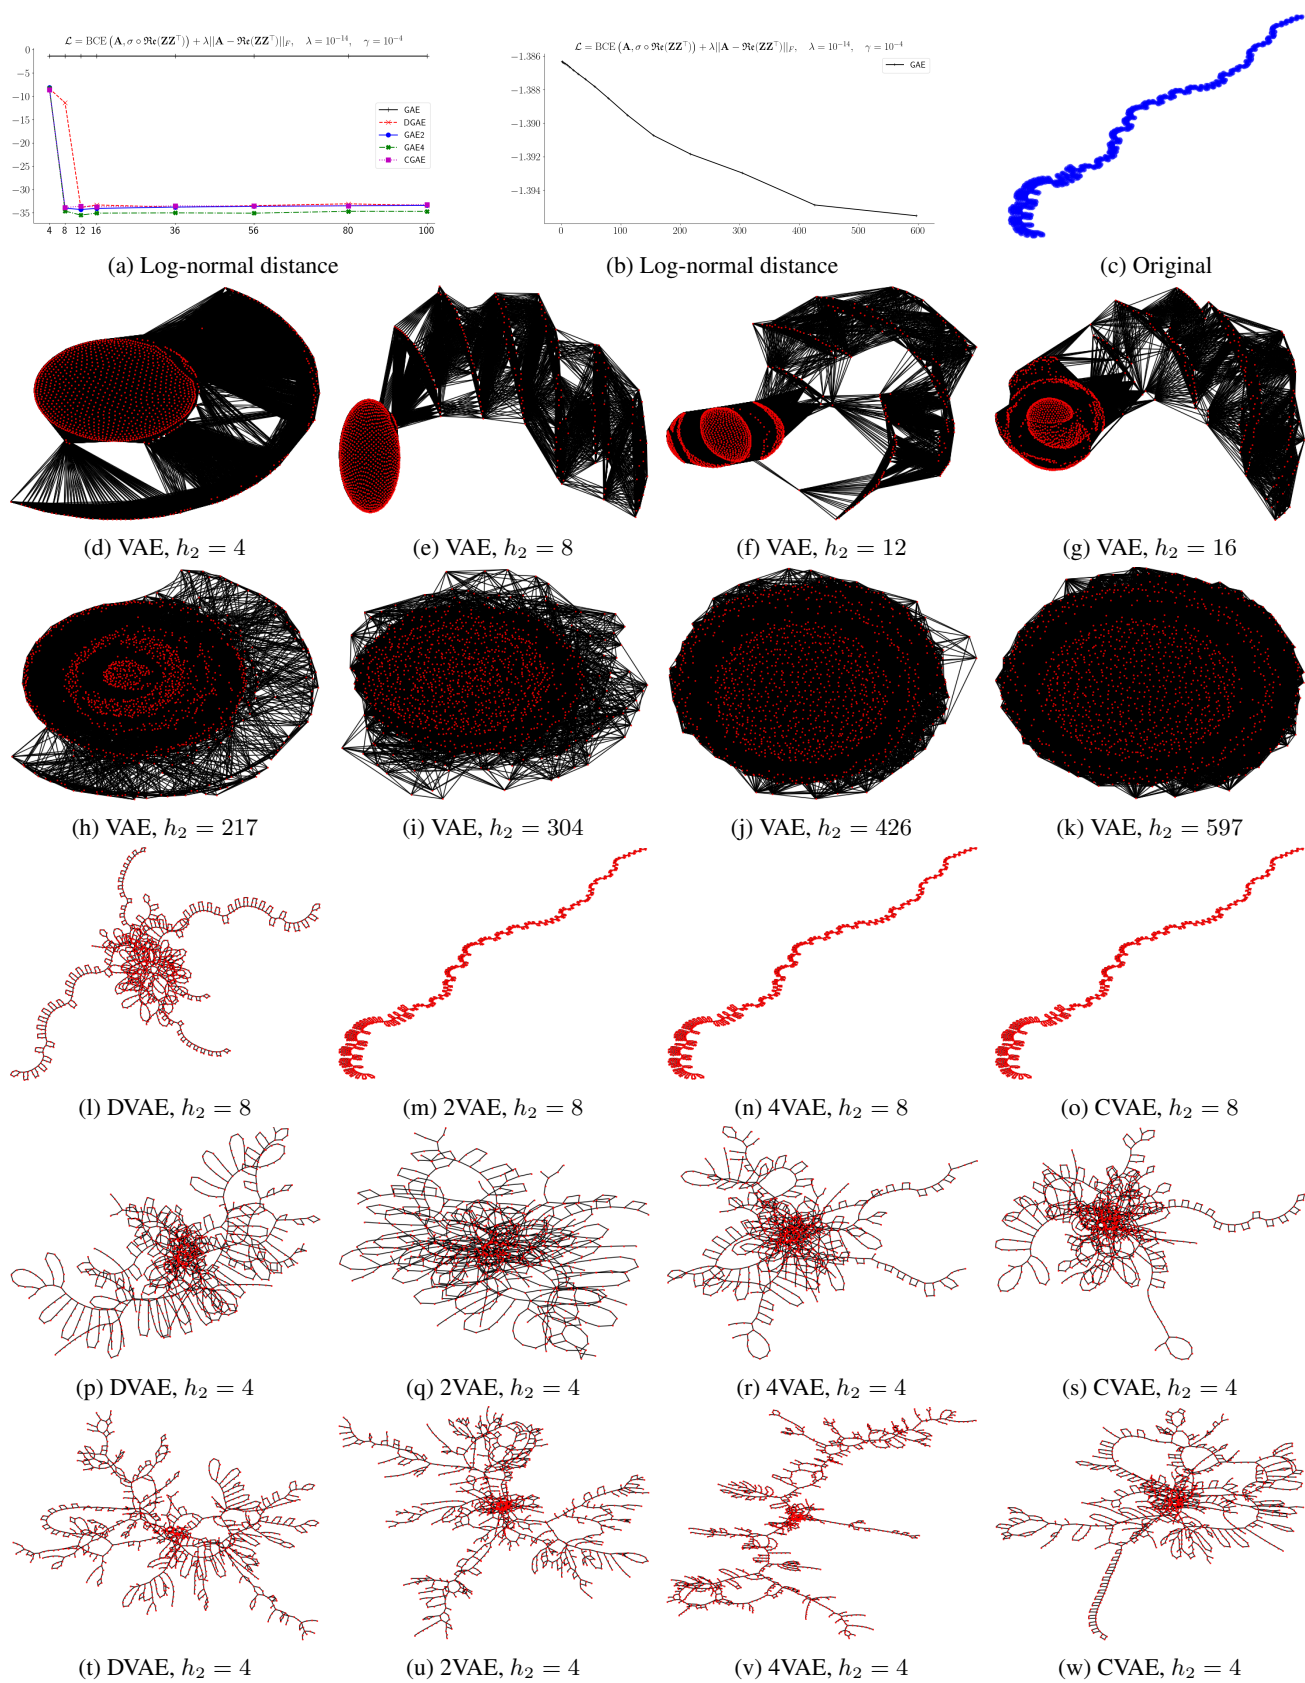 ℒ = BCE (A, σ ∘ ℜe(ZZ⊤)) + λ||A − ℜe(ZZ⊤)||F, λ = 10⁻¹⁴, γ = 10⁻⁴
0
−5
−10
−15
−20
−25
−30
−35
4 8 12 16 36 56 80 100
GAE
DGAE
GAE2
GAE4
CGAE
(a) Log-normal distance
ℒ = BCE (A, σ ∘ ℜe(ZZ⊤)) + λ||A − ℜe(ZZ⊤)||F, λ = 10⁻¹⁴, γ = 10⁻⁴
−1.386
−1.388
−1.390
−1.392
−1.394
0 100 200 300 400 500 600
GAE
(b) Log-normal distance
(c) Original
(d) VAE, h₂ = 4
(e) VAE, h₂ = 8
(f) VAE, h₂ = 12
(g) VAE, h₂ = 16
(h) VAE, h₂ = 217
(i) VAE, h₂ = 304
(j) VAE, h₂ = 426
(k) VAE, h₂ = 597
(l) DVAE, h₂ = 8
(m) 2VAE, h₂ = 8
(n) 4VAE, h₂ = 8
(o) CVAE, h₂ = 8
(p) DVAE, h₂ = 4
(q) 2VAE, h₂ = 4
(r) 4VAE, h₂ = 4
(s) CVAE, h₂ = 4
(t) DVAE, h₂ = 4
(u) 2VAE, h₂ = 4
(v) 4VAE, h₂ = 4
(w) CVAE, h₂ = 4